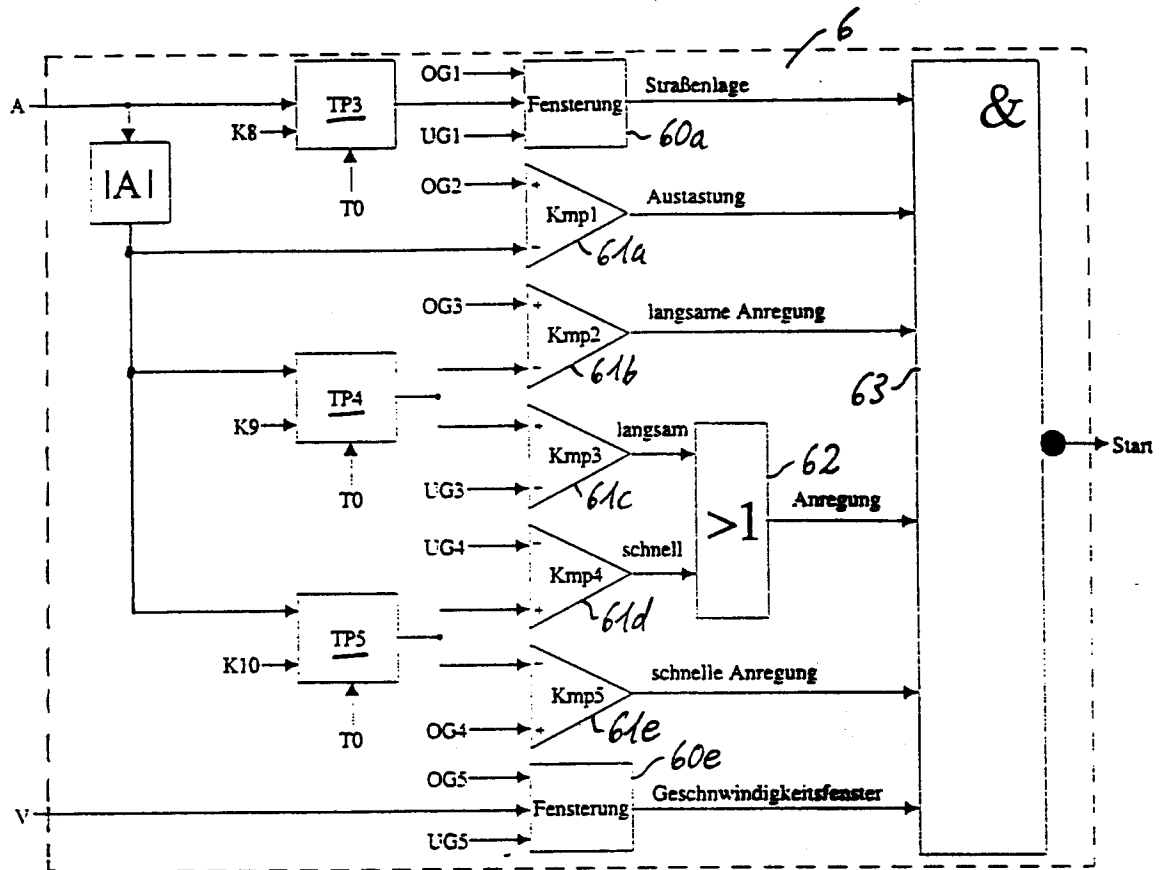 6
OG1
Straßenlage
&
A
TP3
Fensterung
K8
UG1
60a
|A|
T0
OG2
+
Kmp1
Austastung
-
61a
OG3
+
Kmp2
langsame Anregung
-
61b
63
TP4
K9
T0
+
Kmp3
langsam
UG3
-
61c
62
>1
Anregung
Start
UG4
-
Kmp4
schnell
+
61d
TP5
K10
T0
-
Kmp5
schnelle Anregung
OG4
+
61e
60e
OG5
Fensterung
Geschnwindigkeitsfenster
V
UG5